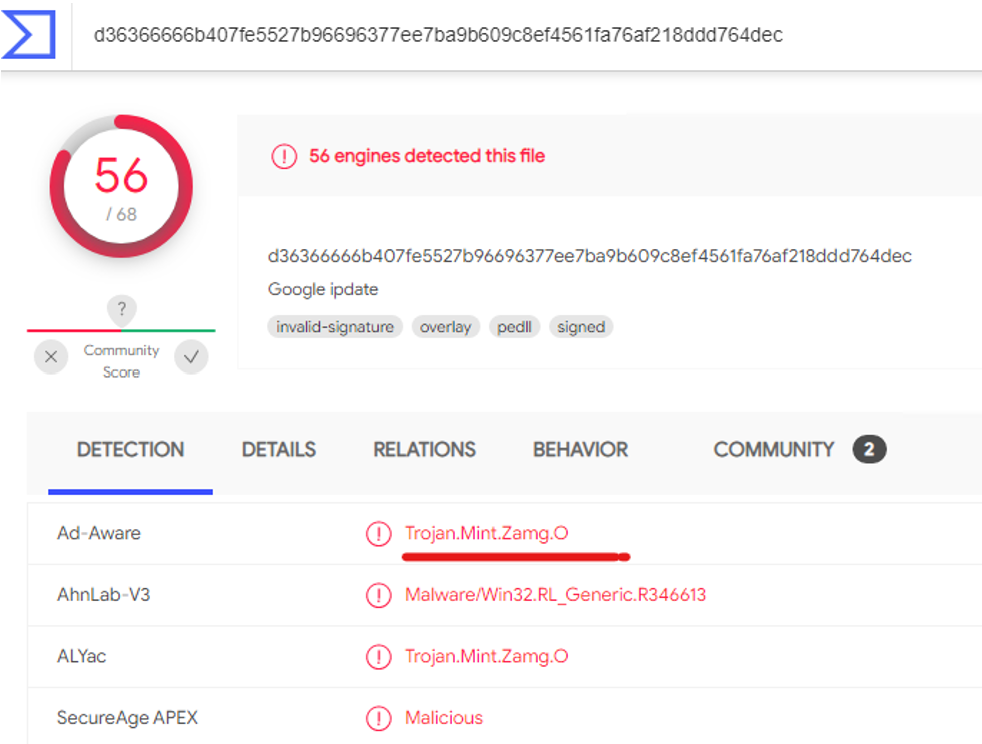 d36366666b407fe5527b96696377ee7ba9b609c8ef4561fa76af218ddd764dec
56
/ 68
56 engines detected this file
d36366666b407fe5527b96696377ee7ba9b609c8ef4561fa76af218ddd764dec
Google ipdate
invalid-signature overlay pedll signed
?
Community
Score
DETECTION DETAILS RELATIONS BEHAVIOR COMMUNITY 2
Ad-Aware Trojan.Mint.Zamg.O
AhnLab-V3 Malware/Win32.RL_Generic.R346613
ALYac Trojan.Mint.Zamg.O
SecureAge APEX Malicious